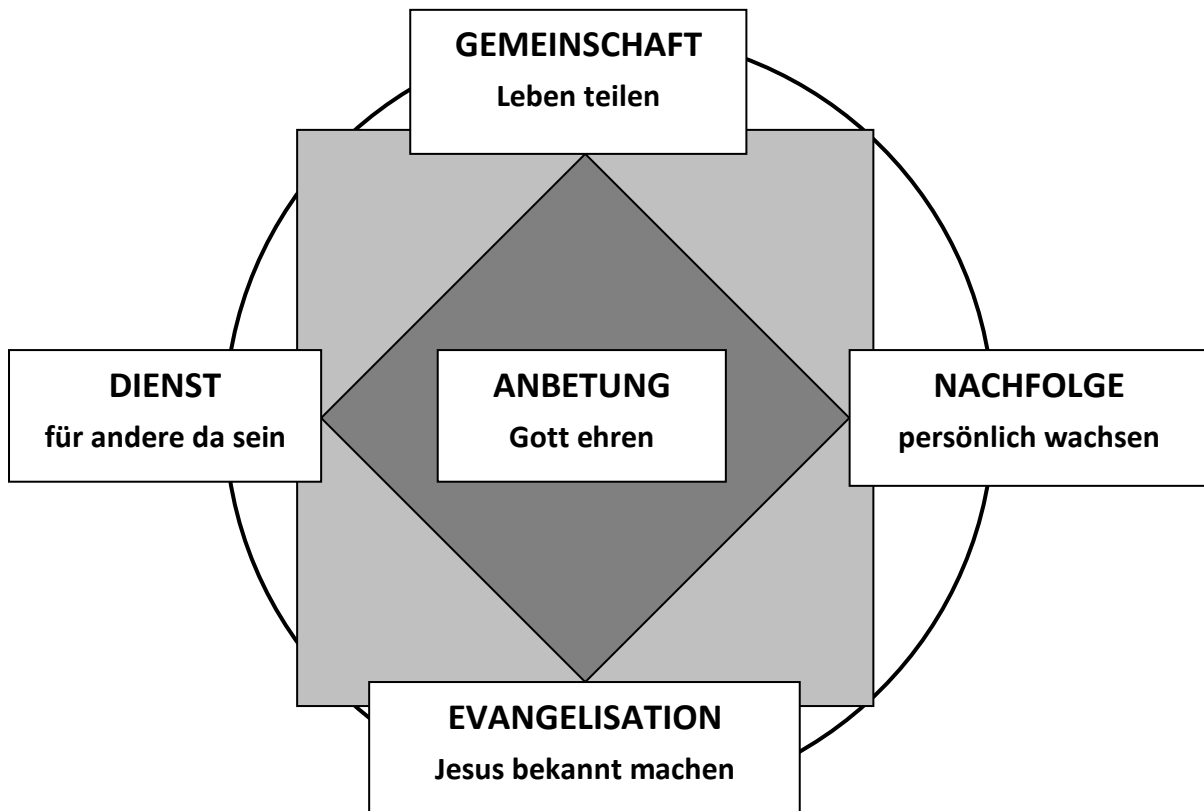 GEMEINSCHAFT
Leben teilen
DIENST
für andere da sein
ANBETUNG
Gott ehren
NACHFOLGE
persönlich wachsen
EVANGELISATION
Jesus bekannt machen